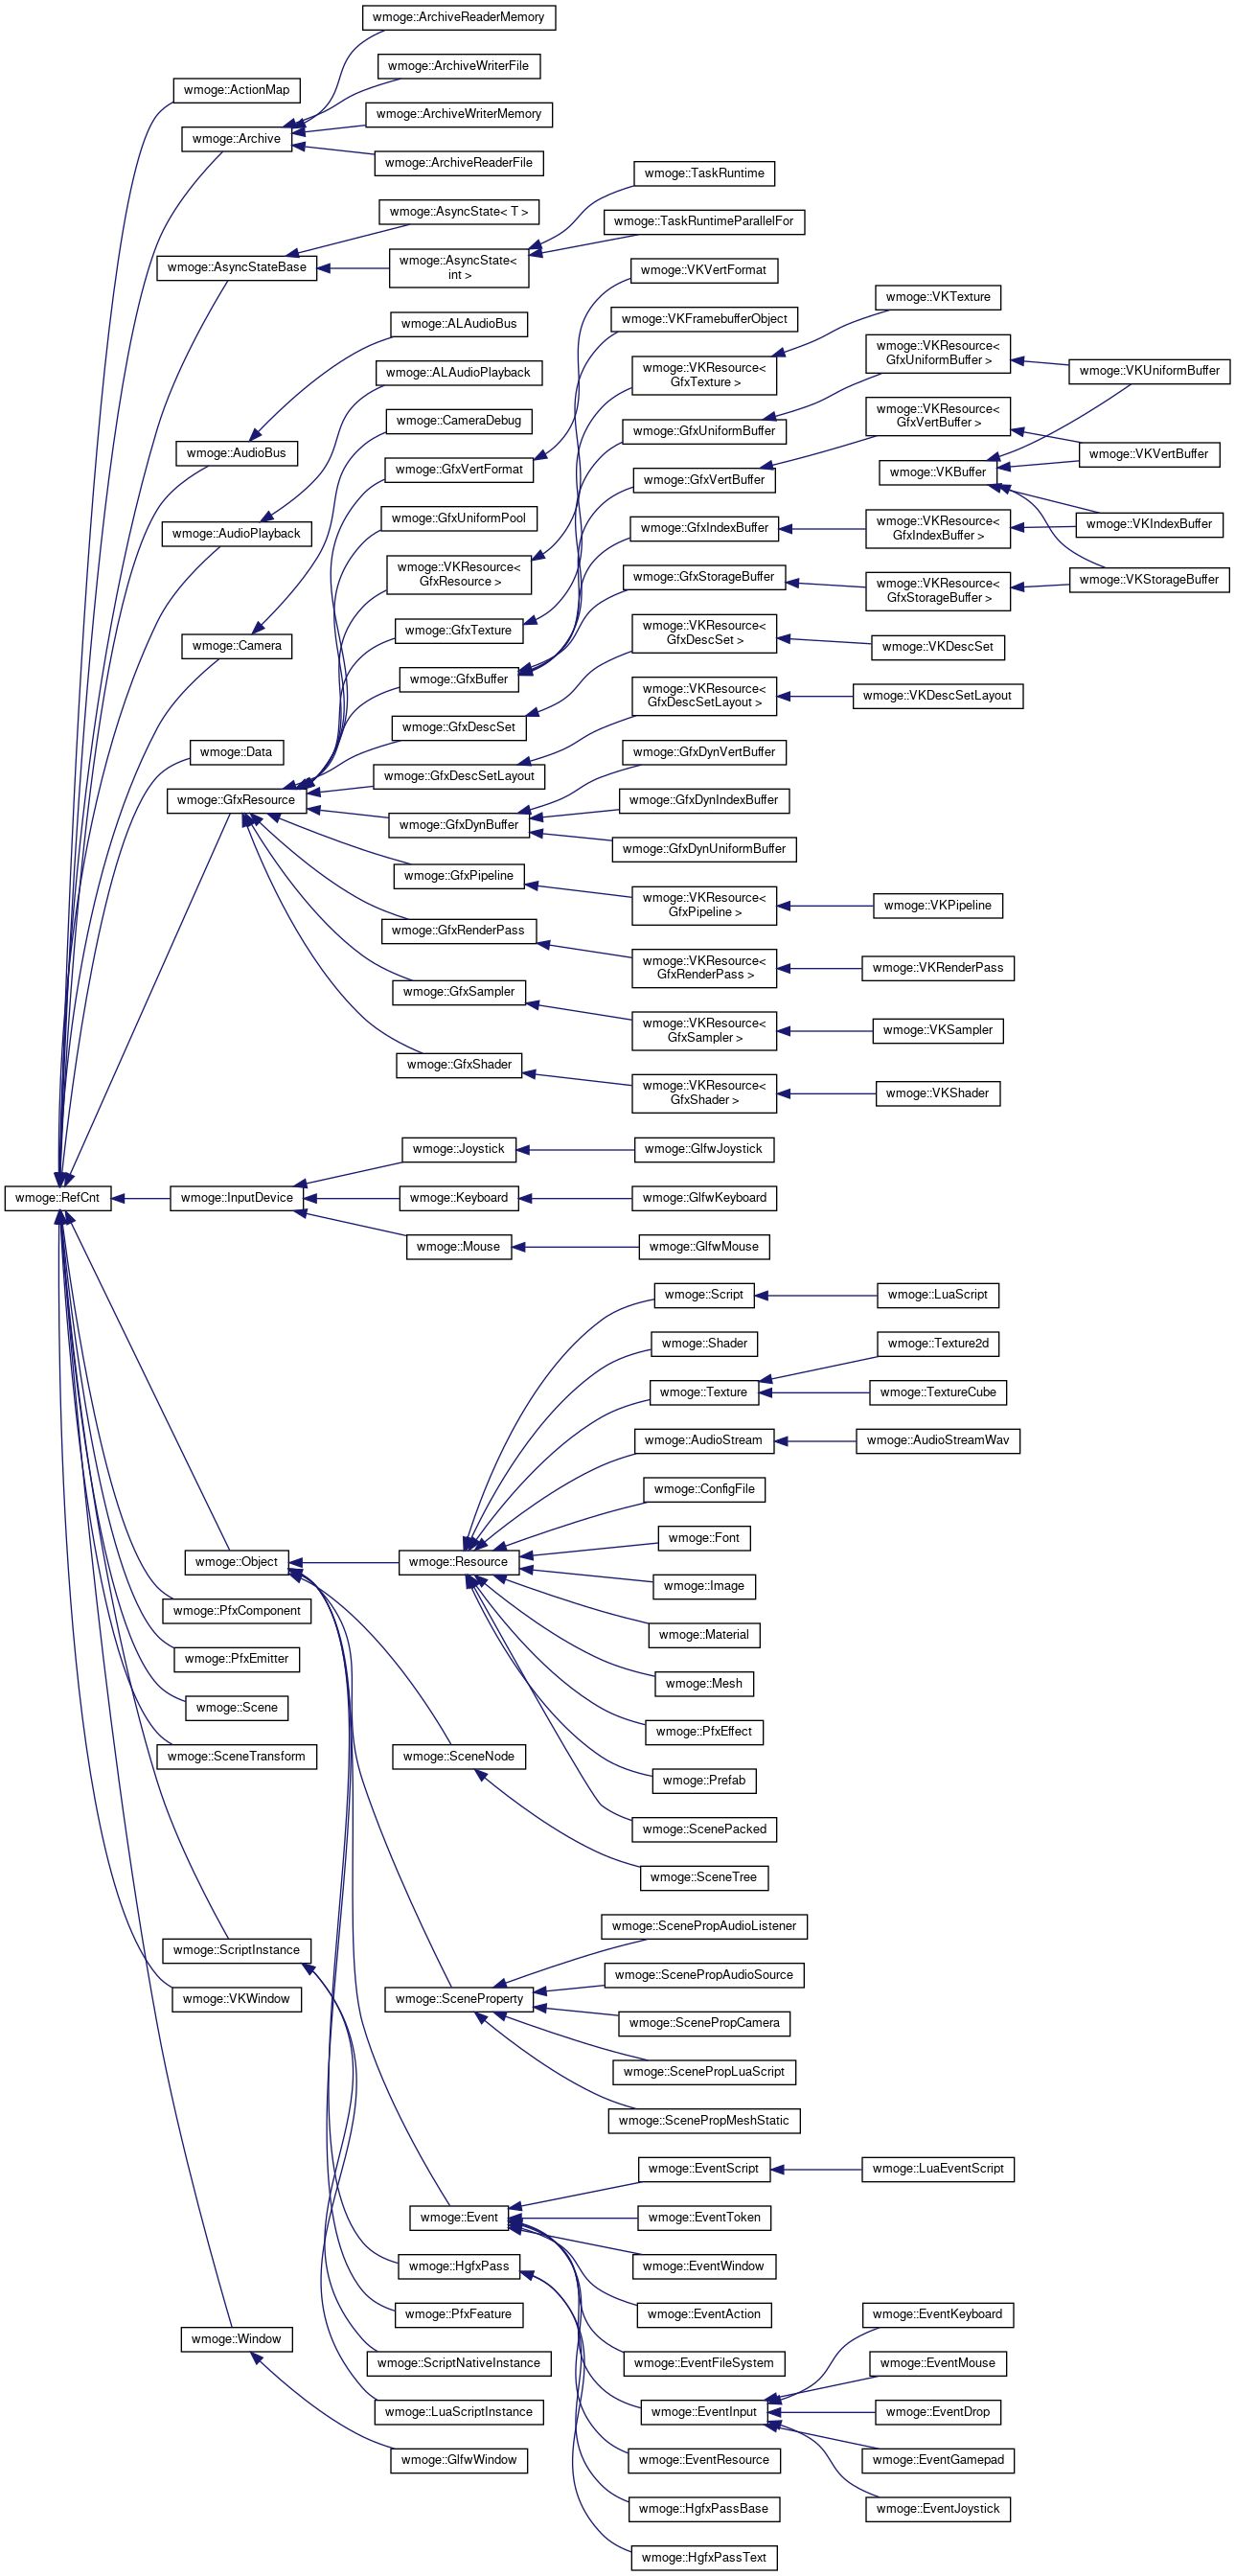 wmoge::ArchiveReaderMemory
wmoge::ArchiveWriterFile
wmoge::ActionMap
wmoge::ArchiveWriterMemory
wmoge::Archive
wmoge::ArchiveReaderFile
wmoge::TaskRuntime
wmoge::AsyncState< T >
wmoge::TaskRuntimeParallelFor
wmoge::AsyncStateBase
wmoge::AsyncState<
int >
wmoge::VKVertFormat
wmoge::VKTexture
wmoge::ALAudioBus
wmoge::VKFramebufferObject
wmoge::VKResource<
GfxUniformBuffer >
wmoge::ALAudioPlayback
wmoge::VKResource<
GfxTexture >
wmoge::VKUniformBuffer
wmoge::CameraDebug
wmoge::GfxUniformBuffer
wmoge::VKResource<
GfxVertBuffer >
wmoge::AudioBus
wmoge::VKVertBuffer
wmoge::GfxVertFormat
wmoge::GfxVertBuffer
wmoge::VKBuffer
wmoge::GfxUniformPool
wmoge::AudioPlayback
wmoge::GfxIndexBuffer
wmoge::VKResource<
GfxIndexBuffer >
wmoge::VKIndexBuffer
wmoge::VKResource<
GfxResource >
wmoge::GfxStorageBuffer
wmoge::VKResource<
GfxStorageBuffer >
wmoge::VKStorageBuffer
wmoge::GfxTexture
wmoge::Camera
wmoge::VKResource<
GfxDescSet >
wmoge::VKDescSet
wmoge::GfxBuffer
wmoge::VKResource<
GfxDescSetLayout >
wmoge::VKDescSetLayout
wmoge::GfxDescSet
wmoge::Data
wmoge::GfxDynVertBuffer
wmoge::GfxDescSetLayout
wmoge::GfxResource
wmoge::GfxDynIndexBuffer
wmoge::GfxDynBuffer
wmoge::GfxDynUniformBuffer
wmoge::GfxPipeline
wmoge::VKResource<
GfxPipeline >
wmoge::VKPipeline
wmoge::GfxRenderPass
wmoge::VKResource<
GfxRenderPass >
wmoge::VKRenderPass
wmoge::GfxSampler
wmoge::VKResource<
GfxSampler >
wmoge::VKSampler
wmoge::GfxShader
wmoge::VKResource<
GfxShader >
wmoge::VKShader
wmoge::Joystick
wmoge::GlfwJoystick
wmoge::RefCnt
wmoge::InputDevice
wmoge::Keyboard
wmoge::GlfwKeyboard
wmoge::Mouse
wmoge::GlfwMouse
wmoge::Script
wmoge::LuaScript
wmoge::Shader
wmoge::Texture2d
wmoge::Texture
wmoge::TextureCube
wmoge::AudioStream
wmoge::AudioStreamWav
wmoge::ConfigFile
wmoge::Font
wmoge::Object
wmoge::Resource
wmoge::Image
wmoge::PfxComponent
wmoge::Material
wmoge::PfxEmitter
wmoge::Mesh
wmoge::Scene
wmoge::PfxEffect
wmoge::SceneTransform
wmoge::SceneNode
wmoge::Prefab
wmoge::ScenePacked
wmoge::SceneTree
wmoge::ScenePropAudioListener
wmoge::ScriptInstance
wmoge::ScenePropAudioSource
wmoge::VKWindow
wmoge::SceneProperty
wmoge::ScenePropCamera
wmoge::ScenePropLuaScript
wmoge::ScenePropMeshStatic
wmoge::EventScript
wmoge::LuaEventScript
wmoge::Event
wmoge::EventToken
wmoge::HgfxPass
wmoge::EventWindow
wmoge::PfxFeature
wmoge::EventAction
wmoge::EventKeyboard
wmoge::Window
wmoge::ScriptNativeInstance
wmoge::EventFileSystem
wmoge::EventMouse
wmoge::LuaScriptInstance
wmoge::EventInput
wmoge::EventDrop
wmoge::GlfwWindow
wmoge::EventResource
wmoge::EventGamepad
wmoge::HgfxPassBase
wmoge::EventJoystick
wmoge::HgfxPassText